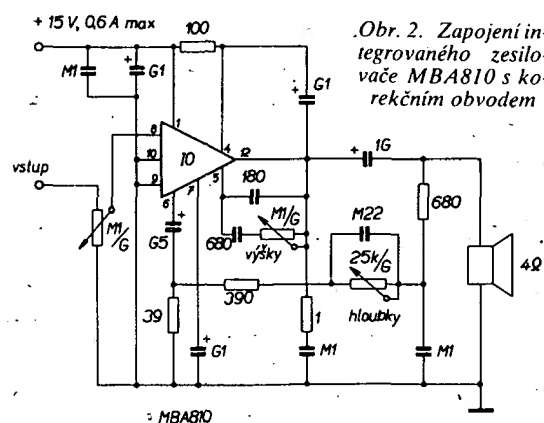 + 15 V, 0,6 A max
100
.Obr. 2. Zapojení in-
tegrovaného zesilo-
vače MBA810 s ko-
rekčním obvodem
M1
+
G1
+
G1
1
8
4
10
IO
12
+
1G
9
5
6
7
180
680
vstup
M1/G
+
G5
680
M1/G
výšky
M22
25k/G
hloubky
4Ω
390
39
+
G1
1
M1
M1
MBA810